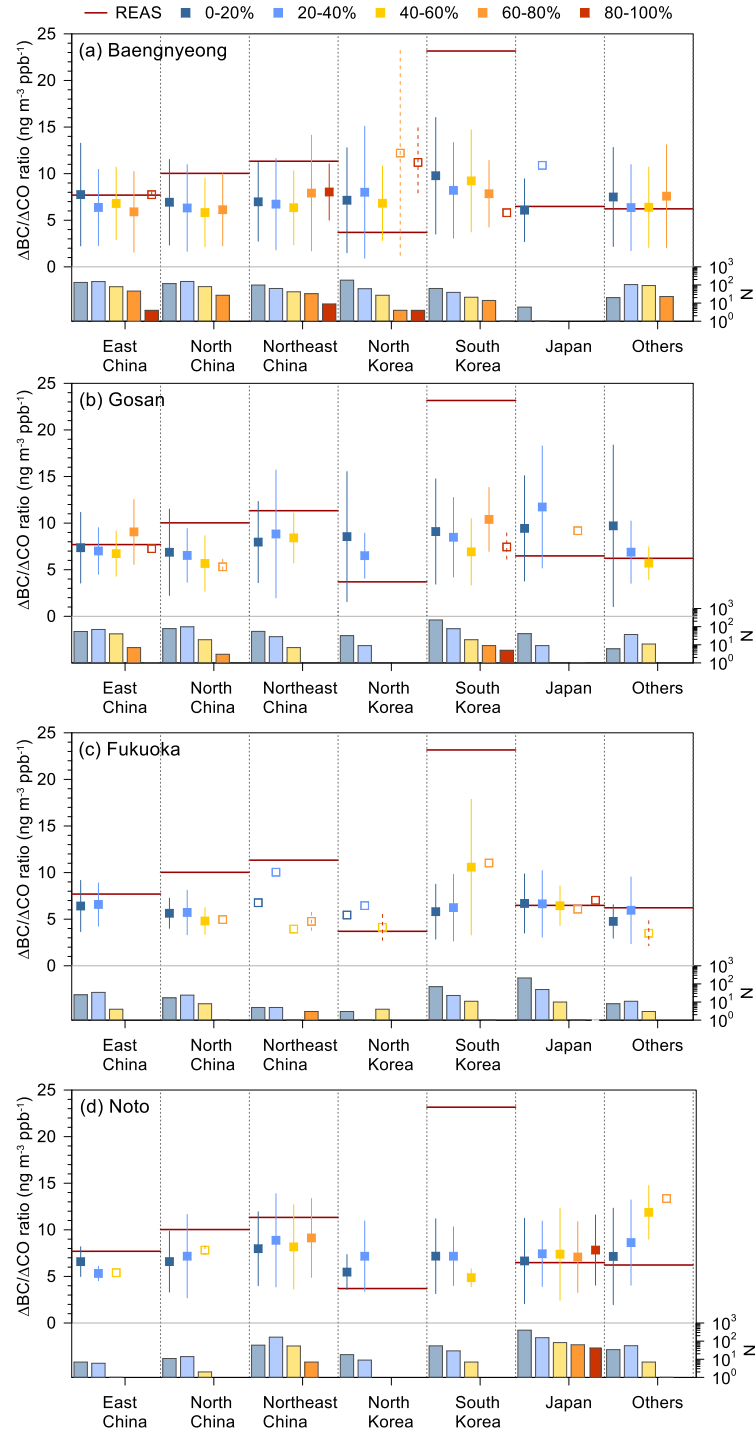 REAS 0-20% 20-40% 40-60% 60-80% 80-100%
(a) Baengnyeong
ΔBC/ΔCO ratio (ng m⁻³ ppb⁻¹)
25
20
15
10
5
0
10³
10²
10¹
10⁰
N
East China
North China
Northeast China
North Korea
South Korea
Japan
Others
(b) Gosan
ΔBC/ΔCO ratio (ng m⁻³ ppb⁻¹)
25
20
15
10
5
0
10³
10²
10¹
10⁰
N
East China
North China
Northeast China
North Korea
South Korea
Japan
Others
(c) Fukuoka
ΔBC/ΔCO ratio (ng m⁻³ ppb⁻¹)
25
20
15
10
5
0
10³
10²
10¹
10⁰
N
East China
North China
Northeast China
North Korea
South Korea
Japan
Others
(d) Noto
ΔBC/ΔCO ratio (ng m⁻³ ppb⁻¹)
25
20
15
10
5
0
10³
10²
10¹
10⁰
N
East China
North China
Northeast China
North Korea
South Korea
Japan
Others